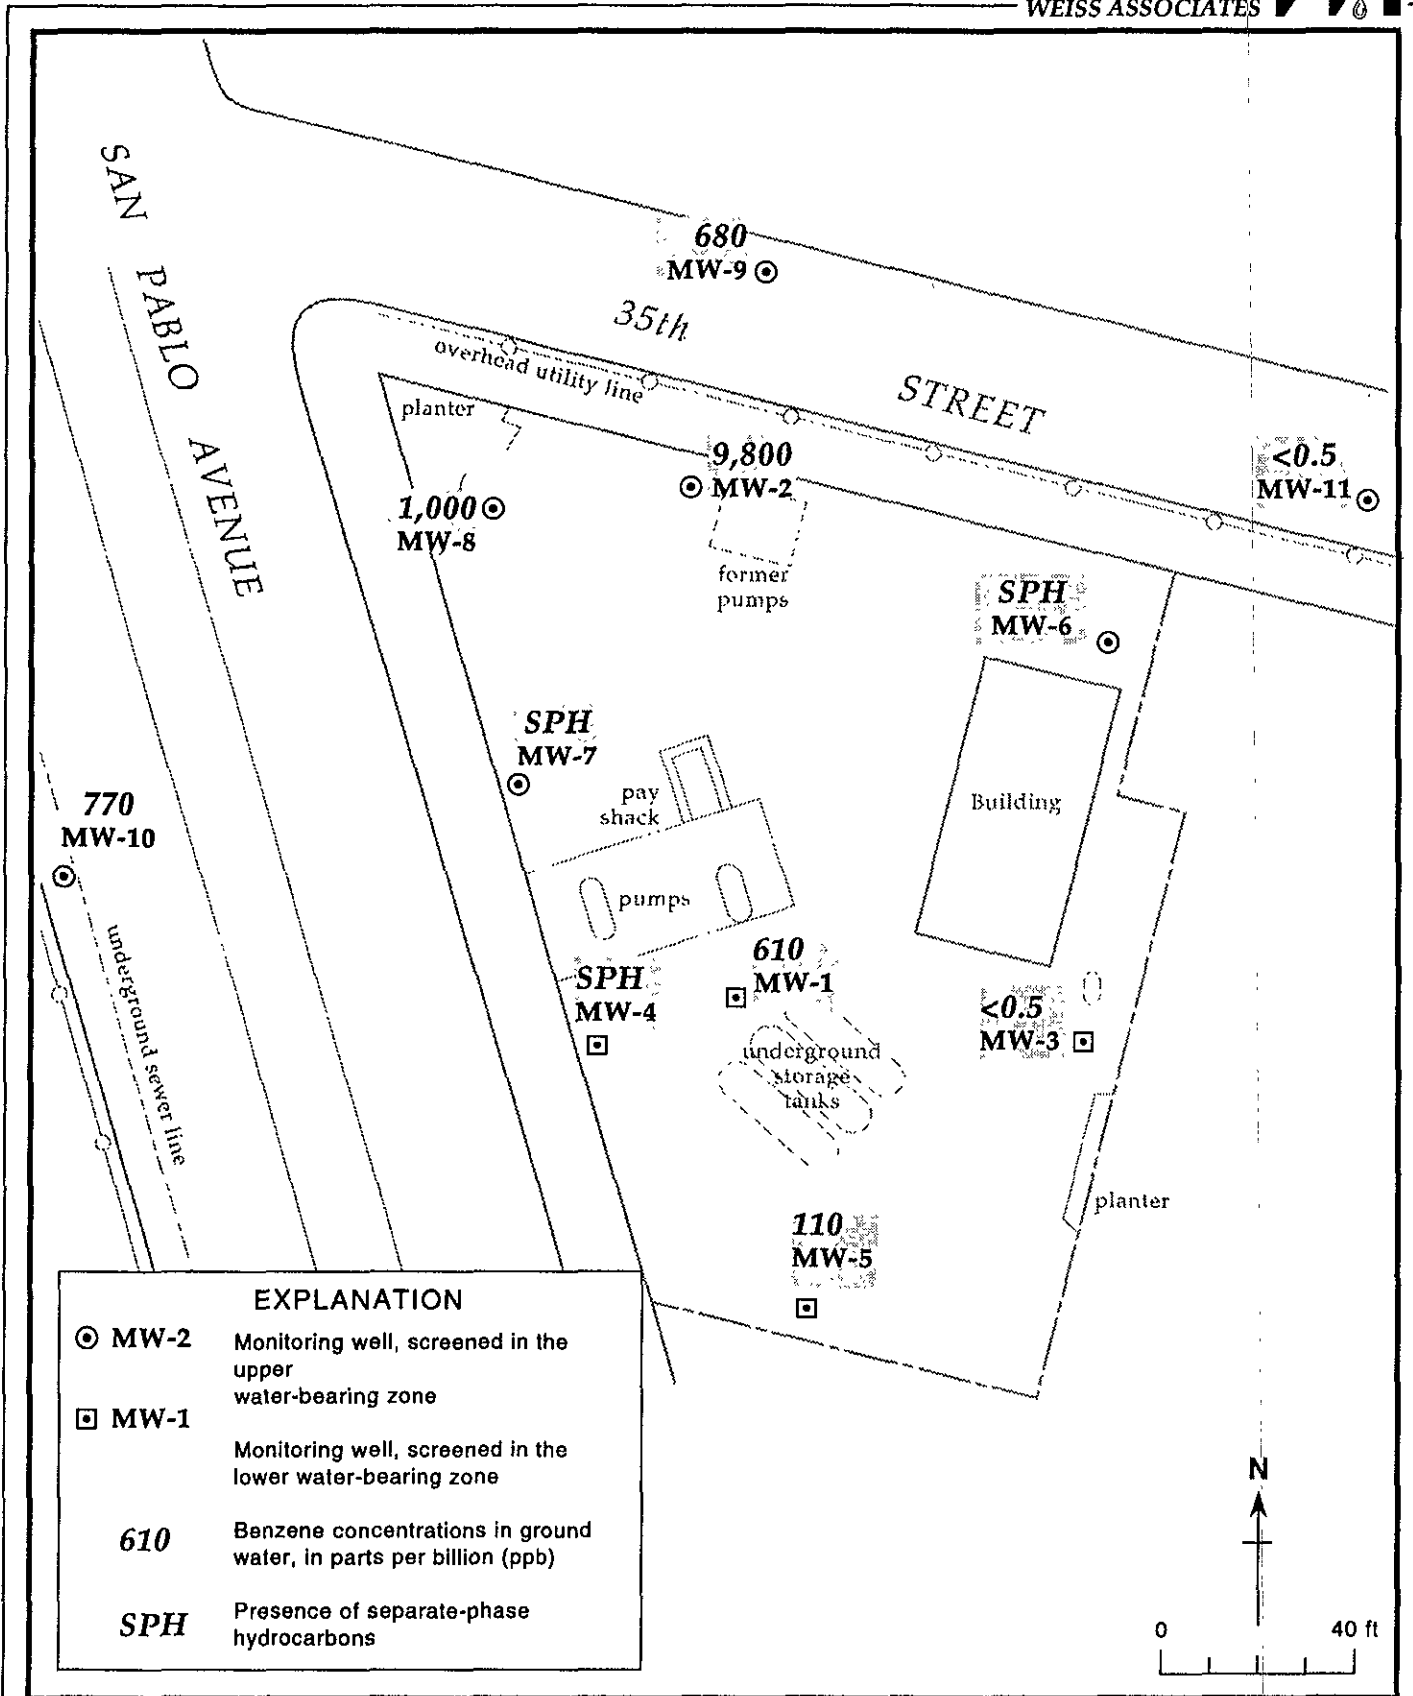 WEISS ASSOCIATES
SAN PABLO AVENUE
680
MW-9
35th STREET
overhead utility line
planter
9,800
MW-2
<0.5
MW-11
1,000
MW-8
former
pumps
SPH
MW-6
SPH
MW-7
pay
shack
Building
770
MW-10
pumps
610
MW-1
SPH
MW-4
<0.5
MW-3
underground
storage
tanks
underground sewer line
planter
110
MW-5
EXPLANATION
MW-2 Monitoring well, screened in the
upper
water-bearing zone
MW-1
Monitoring well, screened in the
lower water-bearing zone
610 Benzene concentrations in ground
water, in parts per billion (ppb)
SPH Presence of separate-phase
hydrocarbons
N
0 40 ft